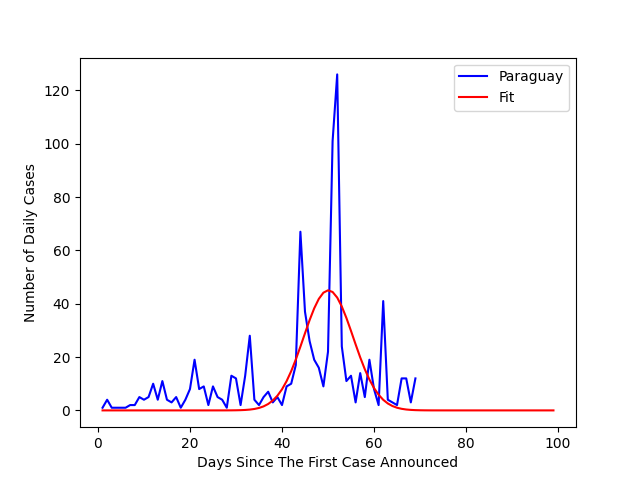 Paraguay
Fit
120
100
80
60
40
20
0
Number of Daily Cases
0 20 40 60 80 100
Days Since The First Case Announced